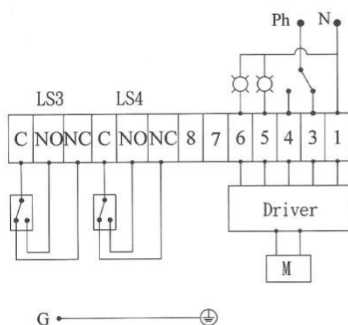 Ph N
LS3 LS4
C NO NC C NO NC 8 7 6 5 4 3 1
Driver
M
G